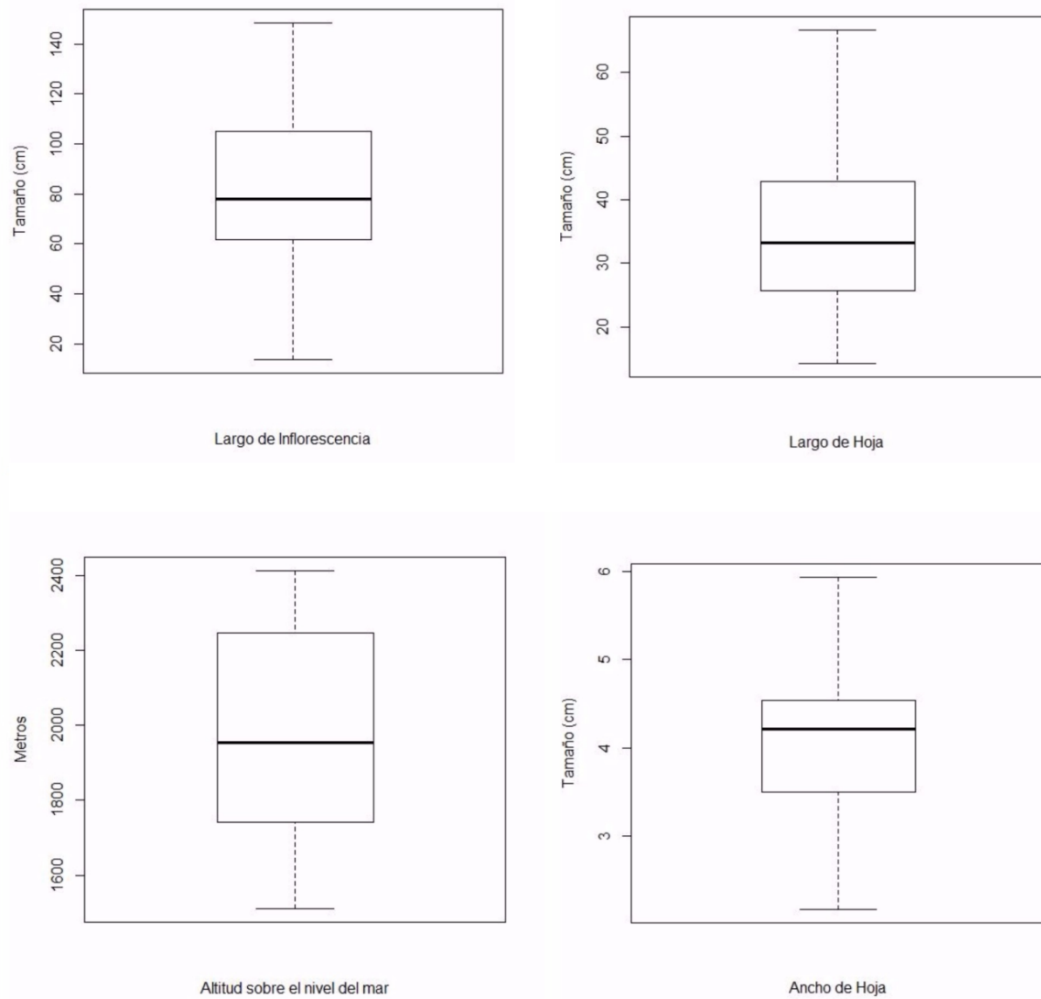 Tamaño (cm)
140
120
100
80
60
40
20
Largo de Inflorescencia
Tamaño (cm)
60
50
40
30
20
Largo de Hoja
Metros
2400
2200
2000
1800
1600
Altitud sobre el nivel del mar
Tamaño (cm)
6
5
4
3
Ancho de Hoja